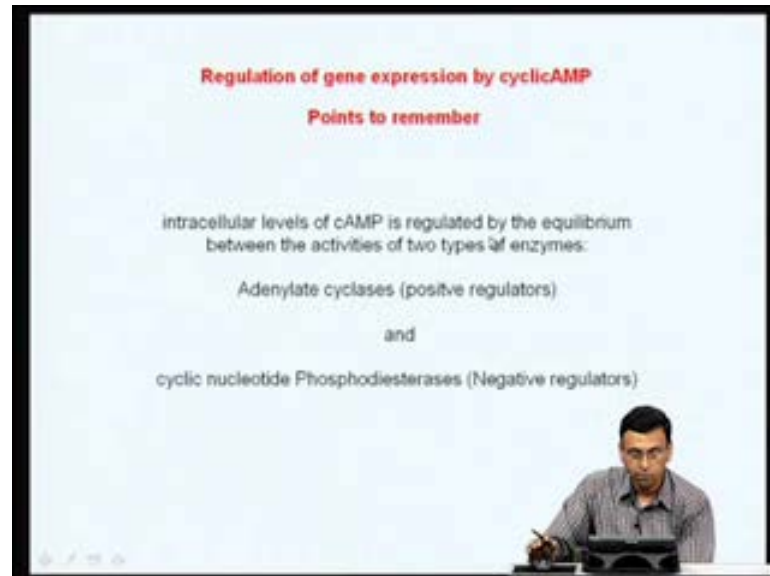 Regulation of gene expression by cyclicAMP
Points to remember
intracellular levels of cAMP is regulated by the equilibrium
between the activities of two types of enzymes:
Adenylate cyclases (positve regulators)
and
cyclic nucleotide Phosphodiesterases (Negative regulators)